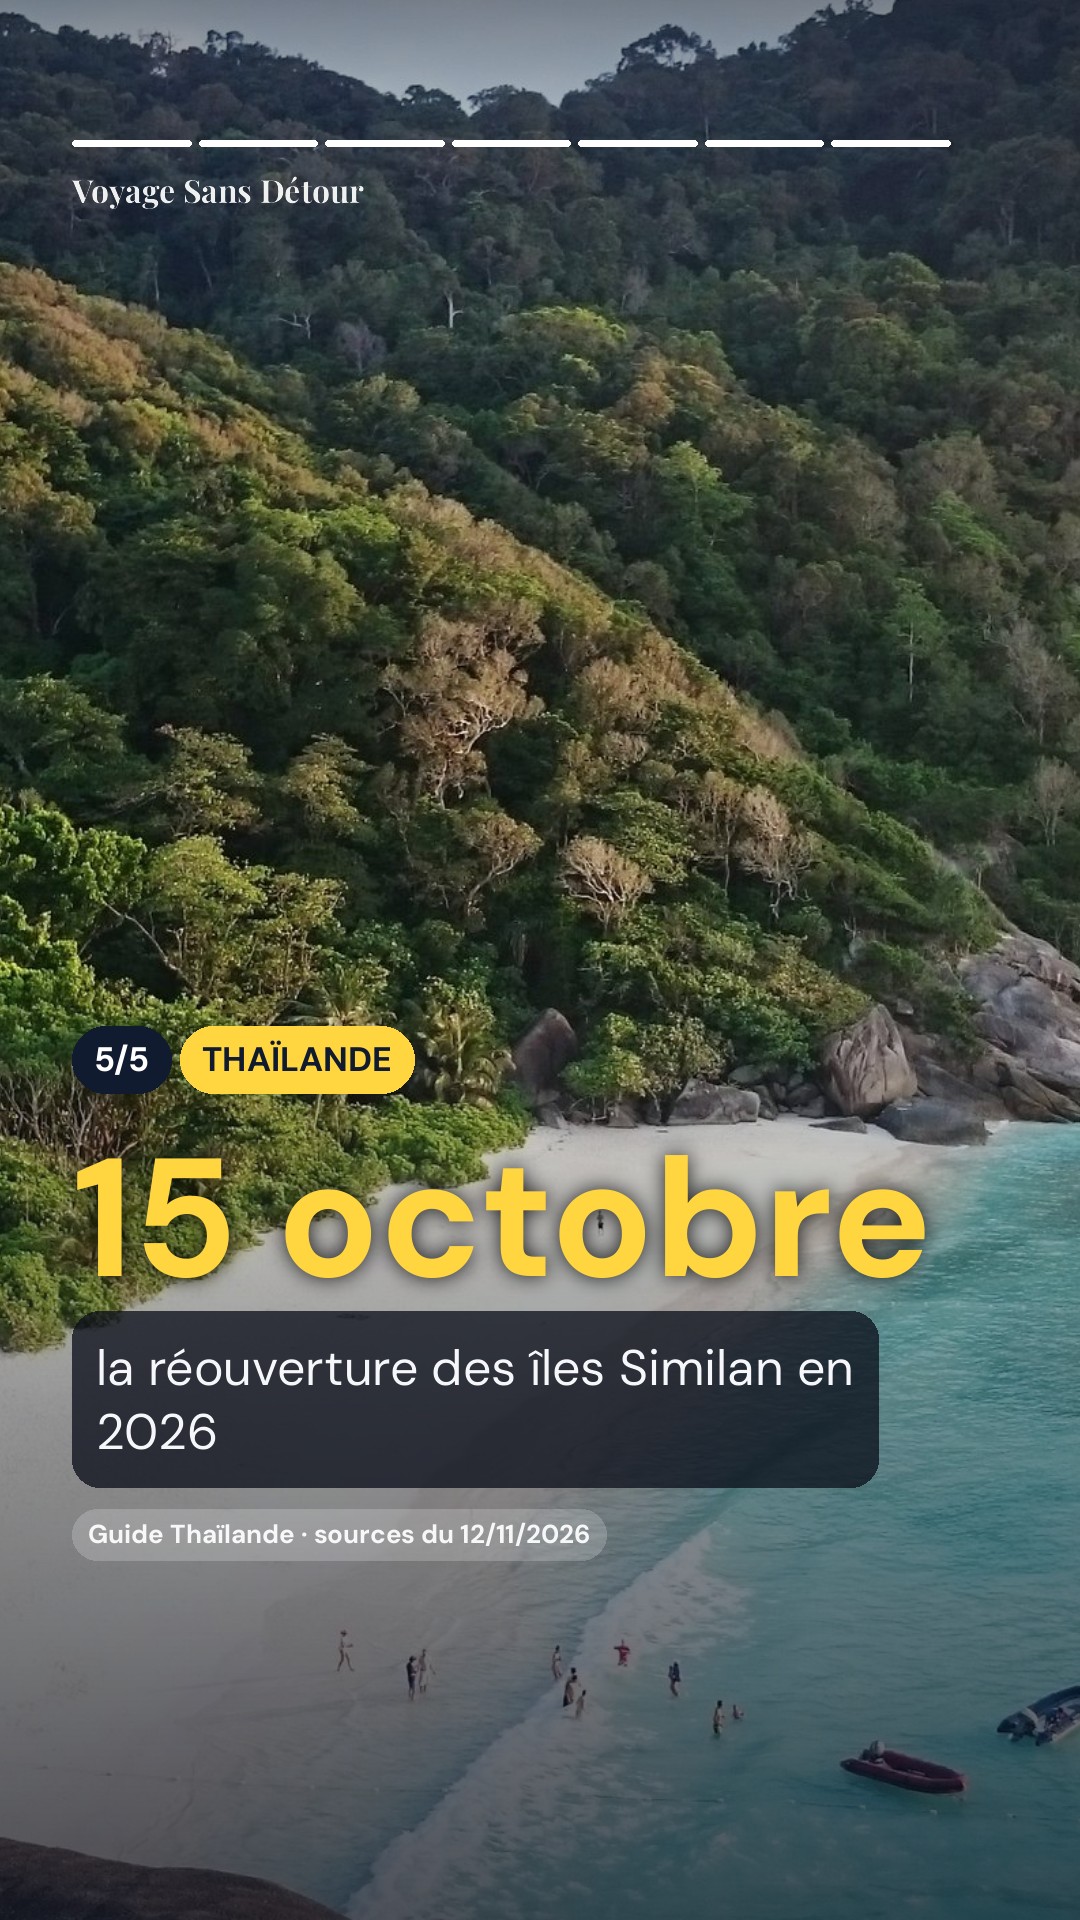 Voyage Sans Détour
5/5
THAÏLANDE
15 octobre
la réouverture des îles Similan en
2026
Guide Thaïlande · sources du 12/11/2026